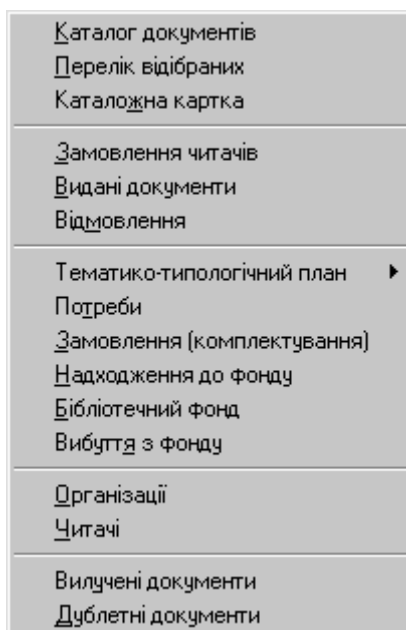 Каталог документів
Перелік відібраних
Каталожна картка
Замовлення читачів
Видані документи
Відмовлення
Тематико-типологічний план
Потреби
Замовлення (комплектування)
Надходження до фонду
Бібліотечний фонд
Вибуття з фонду
Організації
Читачі
Вилучені документи
Дублетні документи